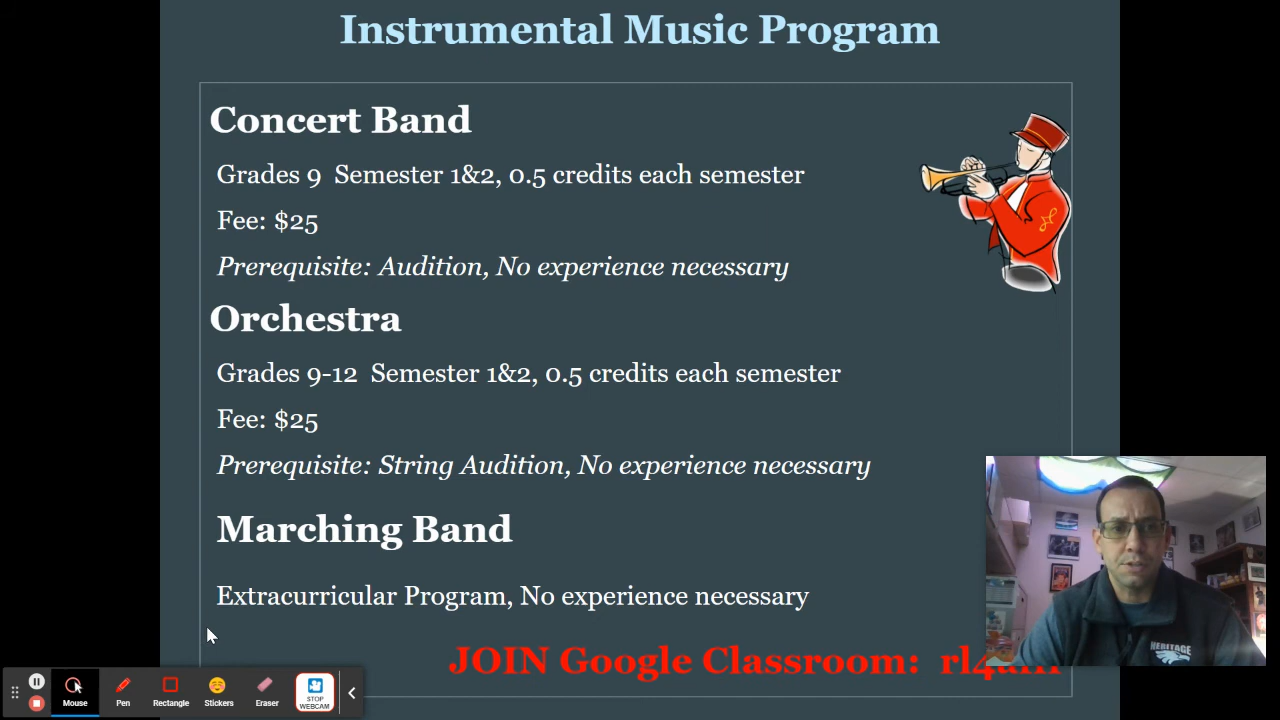 Instrumental Music Program
Concert Band
Grades 9 Semester 1&2, 0.5 credits each semester
Fee: $25
Prerequisite: Audition, No experience necessary
Orchestra
Grades 9-12 Semester 1&2, 0.5 credits each semester
Fee: $25
Prerequisite: String Audition, No experience necessary
Marching Band
Extracurricular Program, No experience necessary
JOIN Google Classroom:
HERITAGE
Mouse
Pen
Rectangle
Stickers
Eraser
STOP
WEBCAM